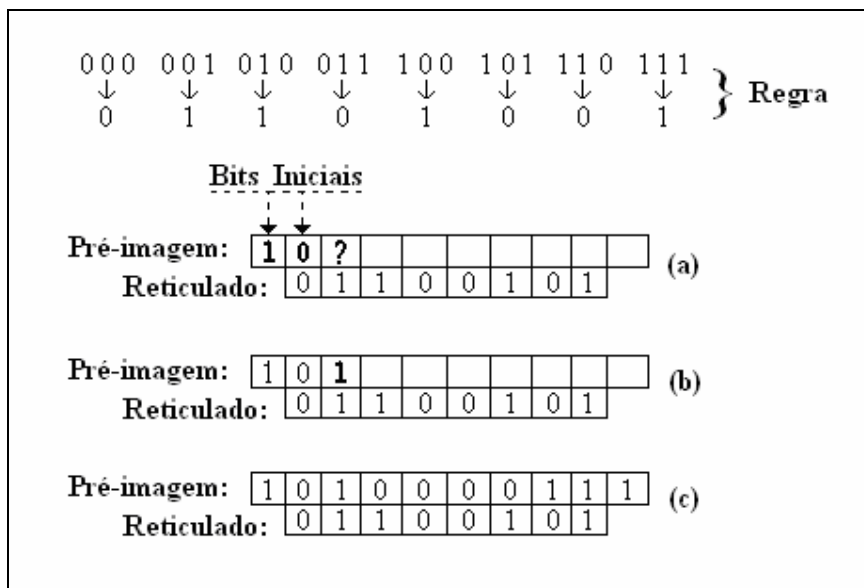 000 001 010 011 100 101 110 111
↓ ↓ ↓ ↓ ↓ ↓ ↓ ↓ } Regra
0 1 1 0 1 0 0 1
Bits Iniciais
Pré-imagem: 1 0 ?
Reticulado: 0 1 1 0 0 1 0 1 (a)
Pré-imagem: 1 0 1
Reticulado: 0 1 1 0 0 1 0 1 (b)
Pré-imagem: 1 0 1 0 0 0 0 1 1 1
Reticulado: 0 1 1 0 0 1 0 1 (c)